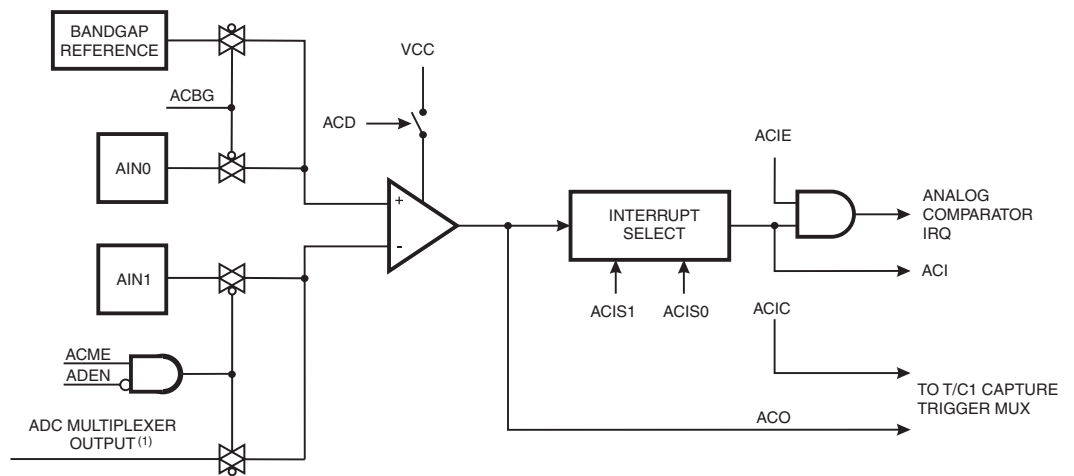 BANDGAP
REFERENCE
VCC
ACBG
ACD
ACIE
AIN0
+
-
INTERRUPT
SELECT
ANALOG
COMPARATOR
IRQ
AIN1
ACI
ACIS1
ACIS0
ACIC
ACME
ADEN
TO T/C1 CAPTURE
TRIGGER MUX
ADC MULTIPLEXER
OUTPUT (1)
ACO